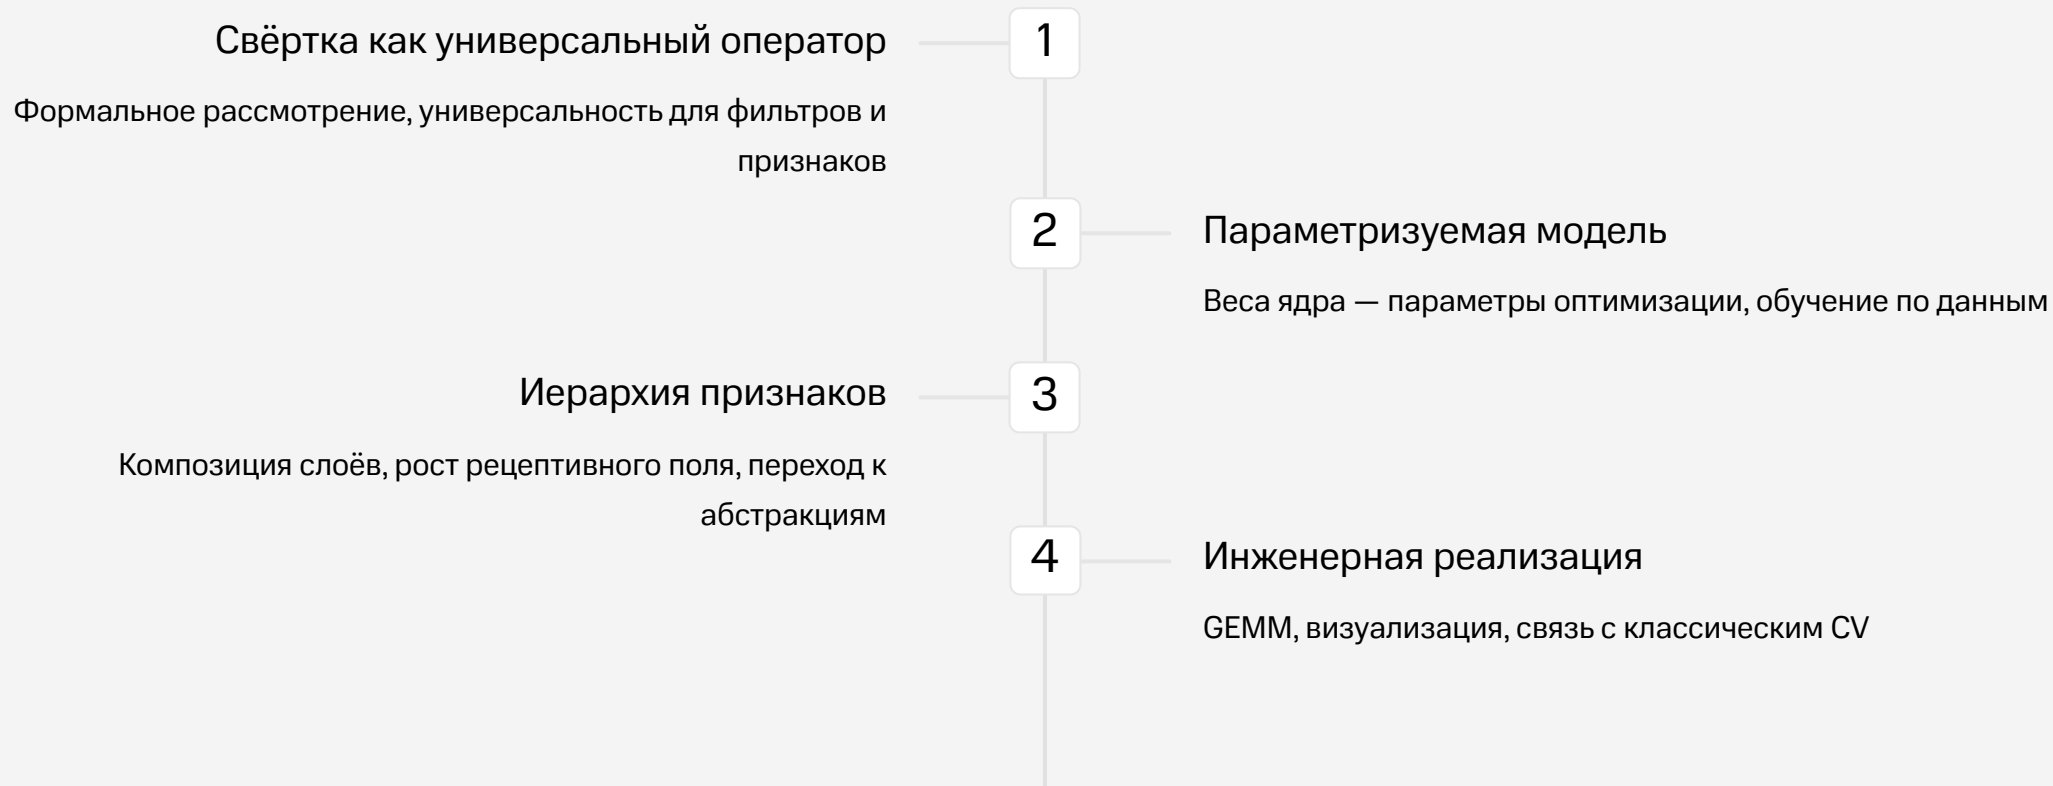 Свёртка как универсальный оператор
1
Формальное рассмотрение, универсальность для фильтров и
признаков
2
Параметризуемая модель
Веса ядра — параметры оптимизации, обучение по данным
Иерархия признаков
3
Композиция слоёв, рост рецептивного поля, переход к
абстракциям
4
Инженерная реализация
GEMM, визуализация, связь с классическим CV